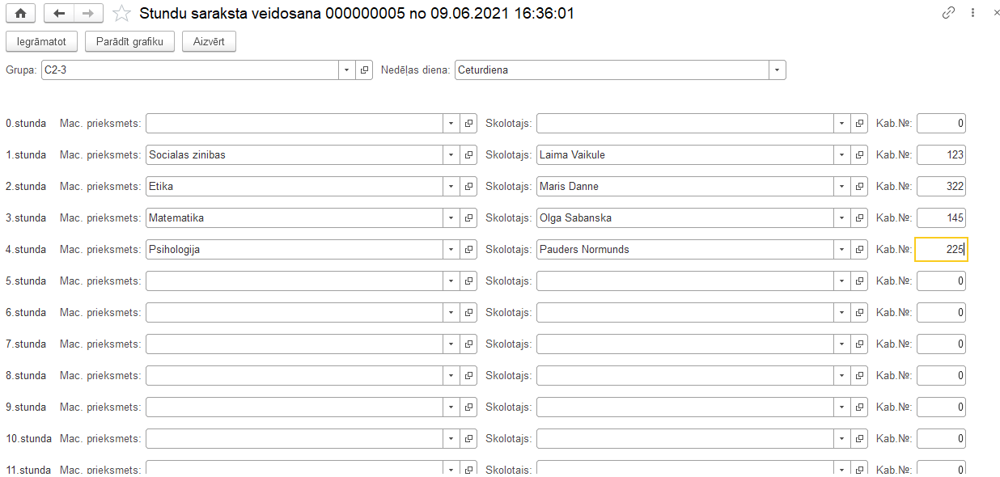 Stundu saraksta veidosana 000000005 no 09.06.2021 16:36:01
Iegrāmatot Parādīt grafiku Aizvērt
Grupa: C2-3 Nedēļas diena: Ceturdiena
0.stunda Mac. prieksmets: Skolotajs: Kab.№: 0
1.stunda Mac. prieksmets: Socialas zinibas Skolotajs: Laima Vaikule Kab.№: 123
2.stunda Mac. prieksmets: Etika Skolotajs: Maris Danne Kab.№: 322
3.stunda Mac. prieksmets: Matematika Skolotajs: Olga Sabanska Kab.№: 145
4.stunda Mac. prieksmets: Psihologija Skolotajs: Pauders Normunds Kab.№: 225
5.stunda Mac. prieksmets: Skolotajs: Kab.№: 0
6.stunda Mac. prieksmets: Skolotajs: Kab.№: 0
7.stunda Mac. prieksmets: Skolotajs: Kab.№: 0
8.stunda Mac. prieksmets: Skolotajs: Kab.№: 0
9.stunda Mac. prieksmets: Skolotajs: Kab.№: 0
10.stunda Mac. prieksmets: Skolotajs: Kab.№: 0
11.stunda Mac. prieksmets: Skolotajs: Kab.№: 0